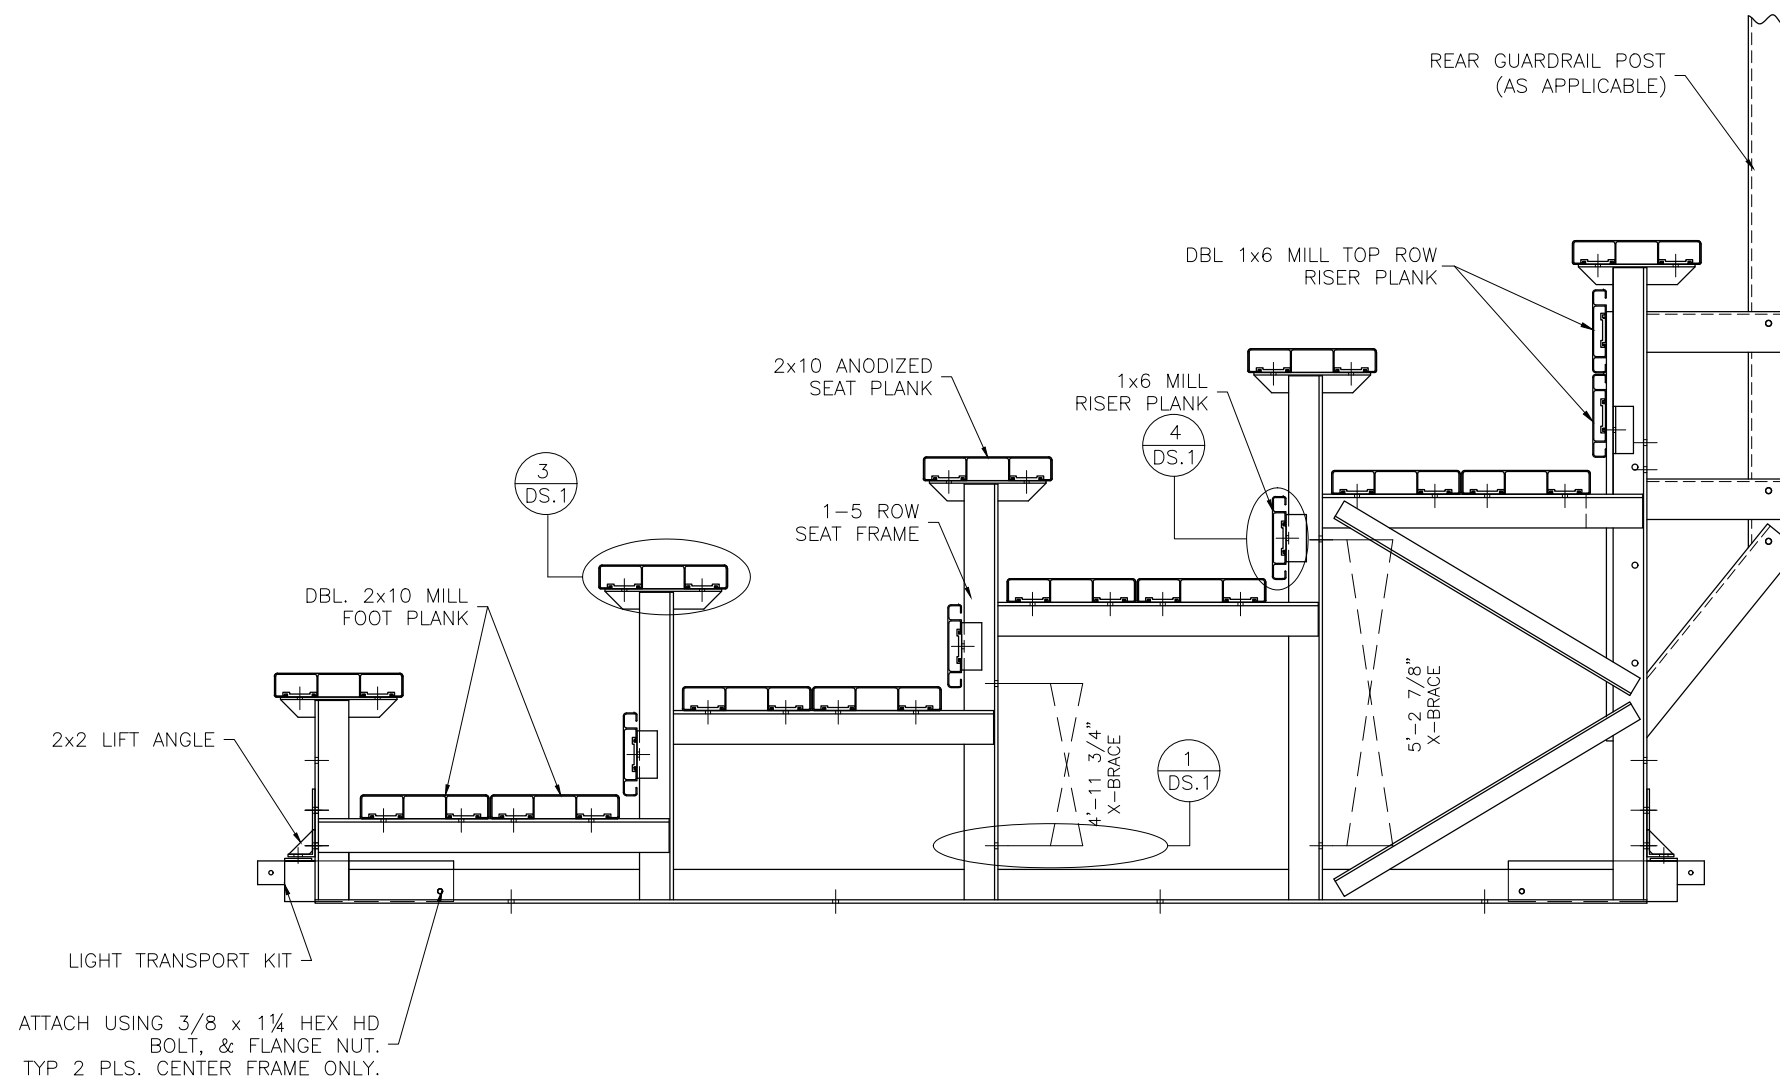 REAR GUARDRAIL POST
(AS APPLICABLE)
DBL 1x6 MILL TOP ROW
RISER PLANK
2x10 ANODIZED
SEAT PLANK
1x6 MILL
RISER PLANK
4
DS.1
3
DS.1
1-5 ROW
SEAT FRAME
DBL. 2x10 MILL
FOOT PLANK
2x2 LIFT ANGLE
4'-11 3/4"
X-BRACE
5'-2 7/8"
X-BRACE
1
DS.1
LIGHT TRANSPORT KIT
ATTACH USING 3/8 x 1¼ HEX HD
BOLT, & FLANGE NUT.
TYP 2 PLS. CENTER FRAME ONLY.